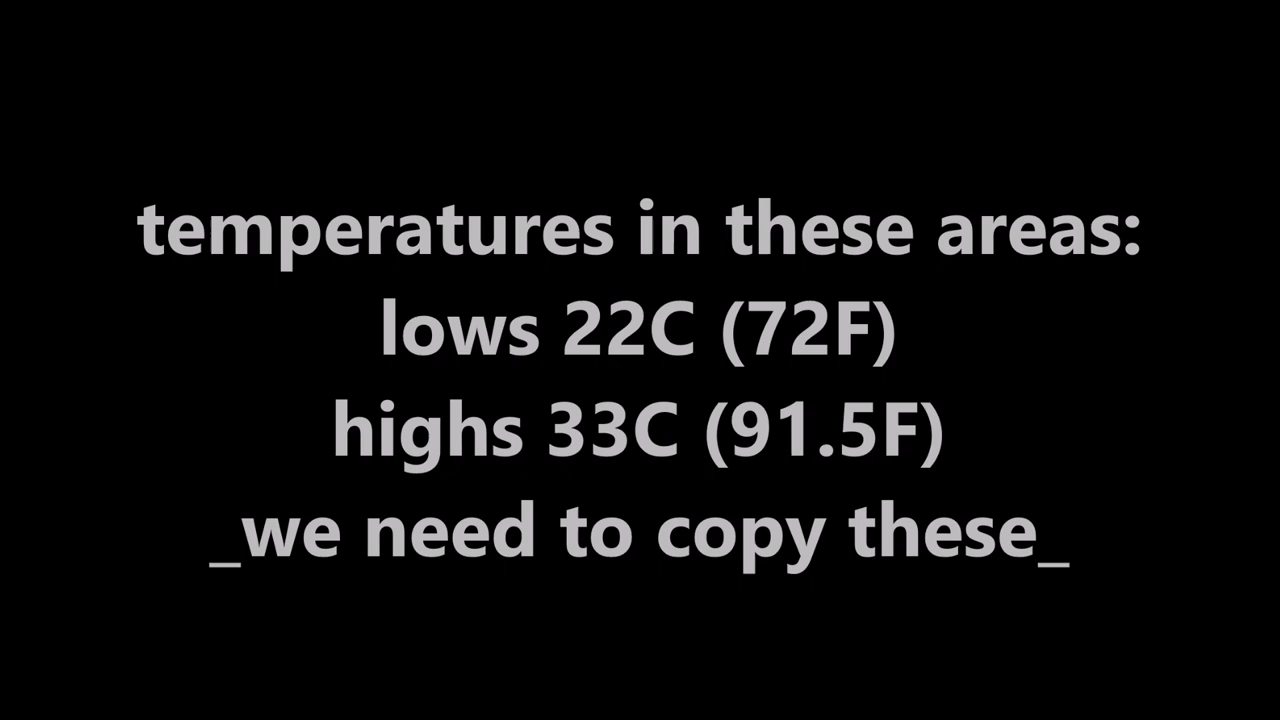 temperatures in these areas:
lows 22C (72F)
highs 33C (91.5F)
_we need to copy these_